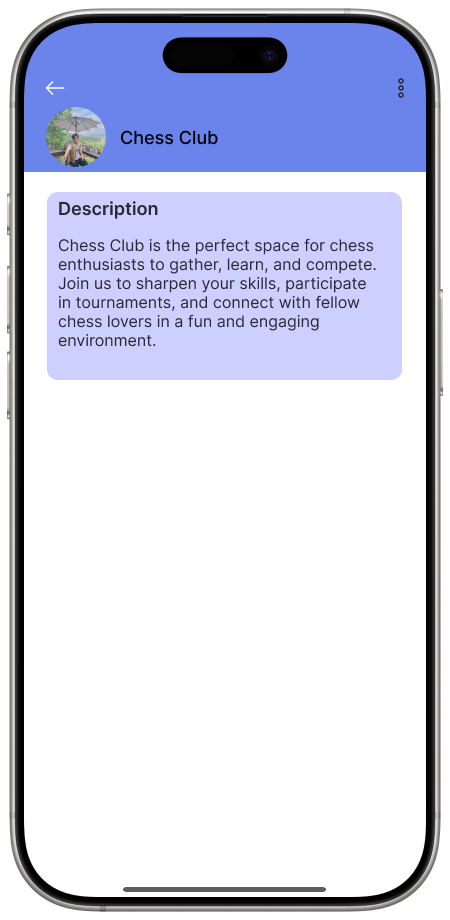 Chess Club
Description
Chess Club is the perfect space for chess
enthusiasts to gather, learn, and compete.
Join us to sharpen your skills, participate
in tournaments, and connect with fellow
chess lovers in a fun and engaging
environment.